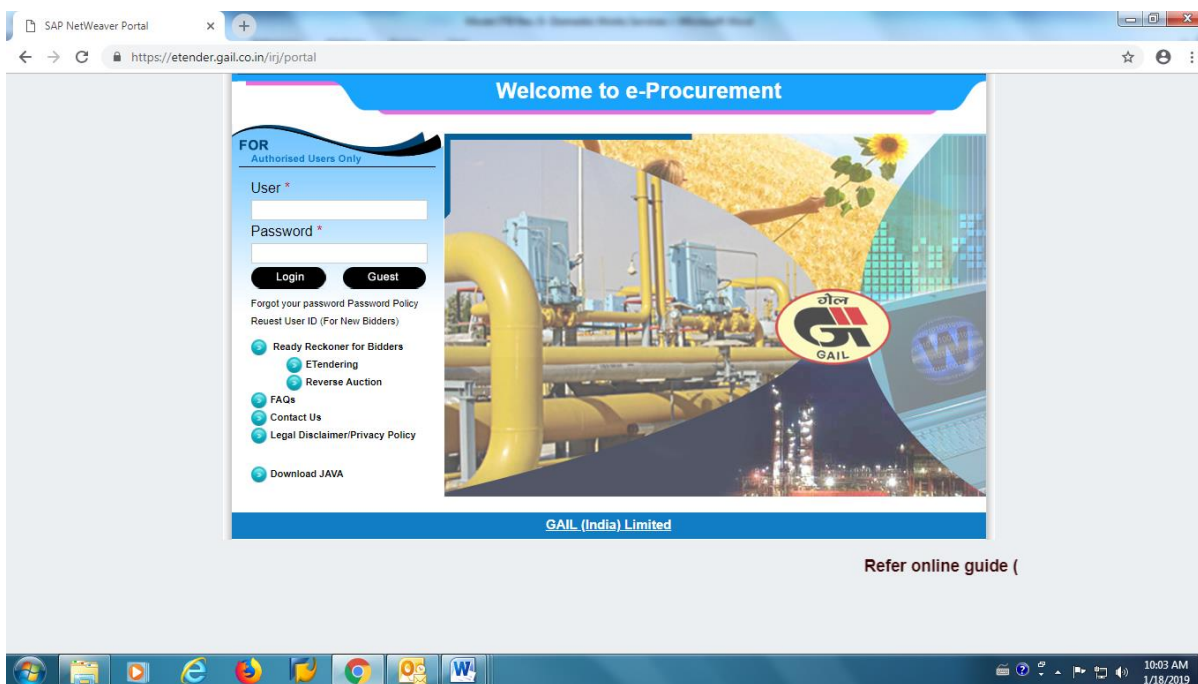 SAP NetWeaver Portal
https://etender.gail.co.in/irj/portal
Welcome to e-Procurement
FOR
Authorised Users Only
User *
Password *
Login Guest
Forgot your password Password Policy
Reuest User ID (For New Bidders)
Ready Reckoner for Bidders
ETendering
Reverse Auction
FAQs
Contact Us
Legal Disclaimer/Privacy Policy
Download JAVA
गेल
GAIL
W
GAIL (India) Limited
Refer online guide (
10:03 AM
1/18/2019